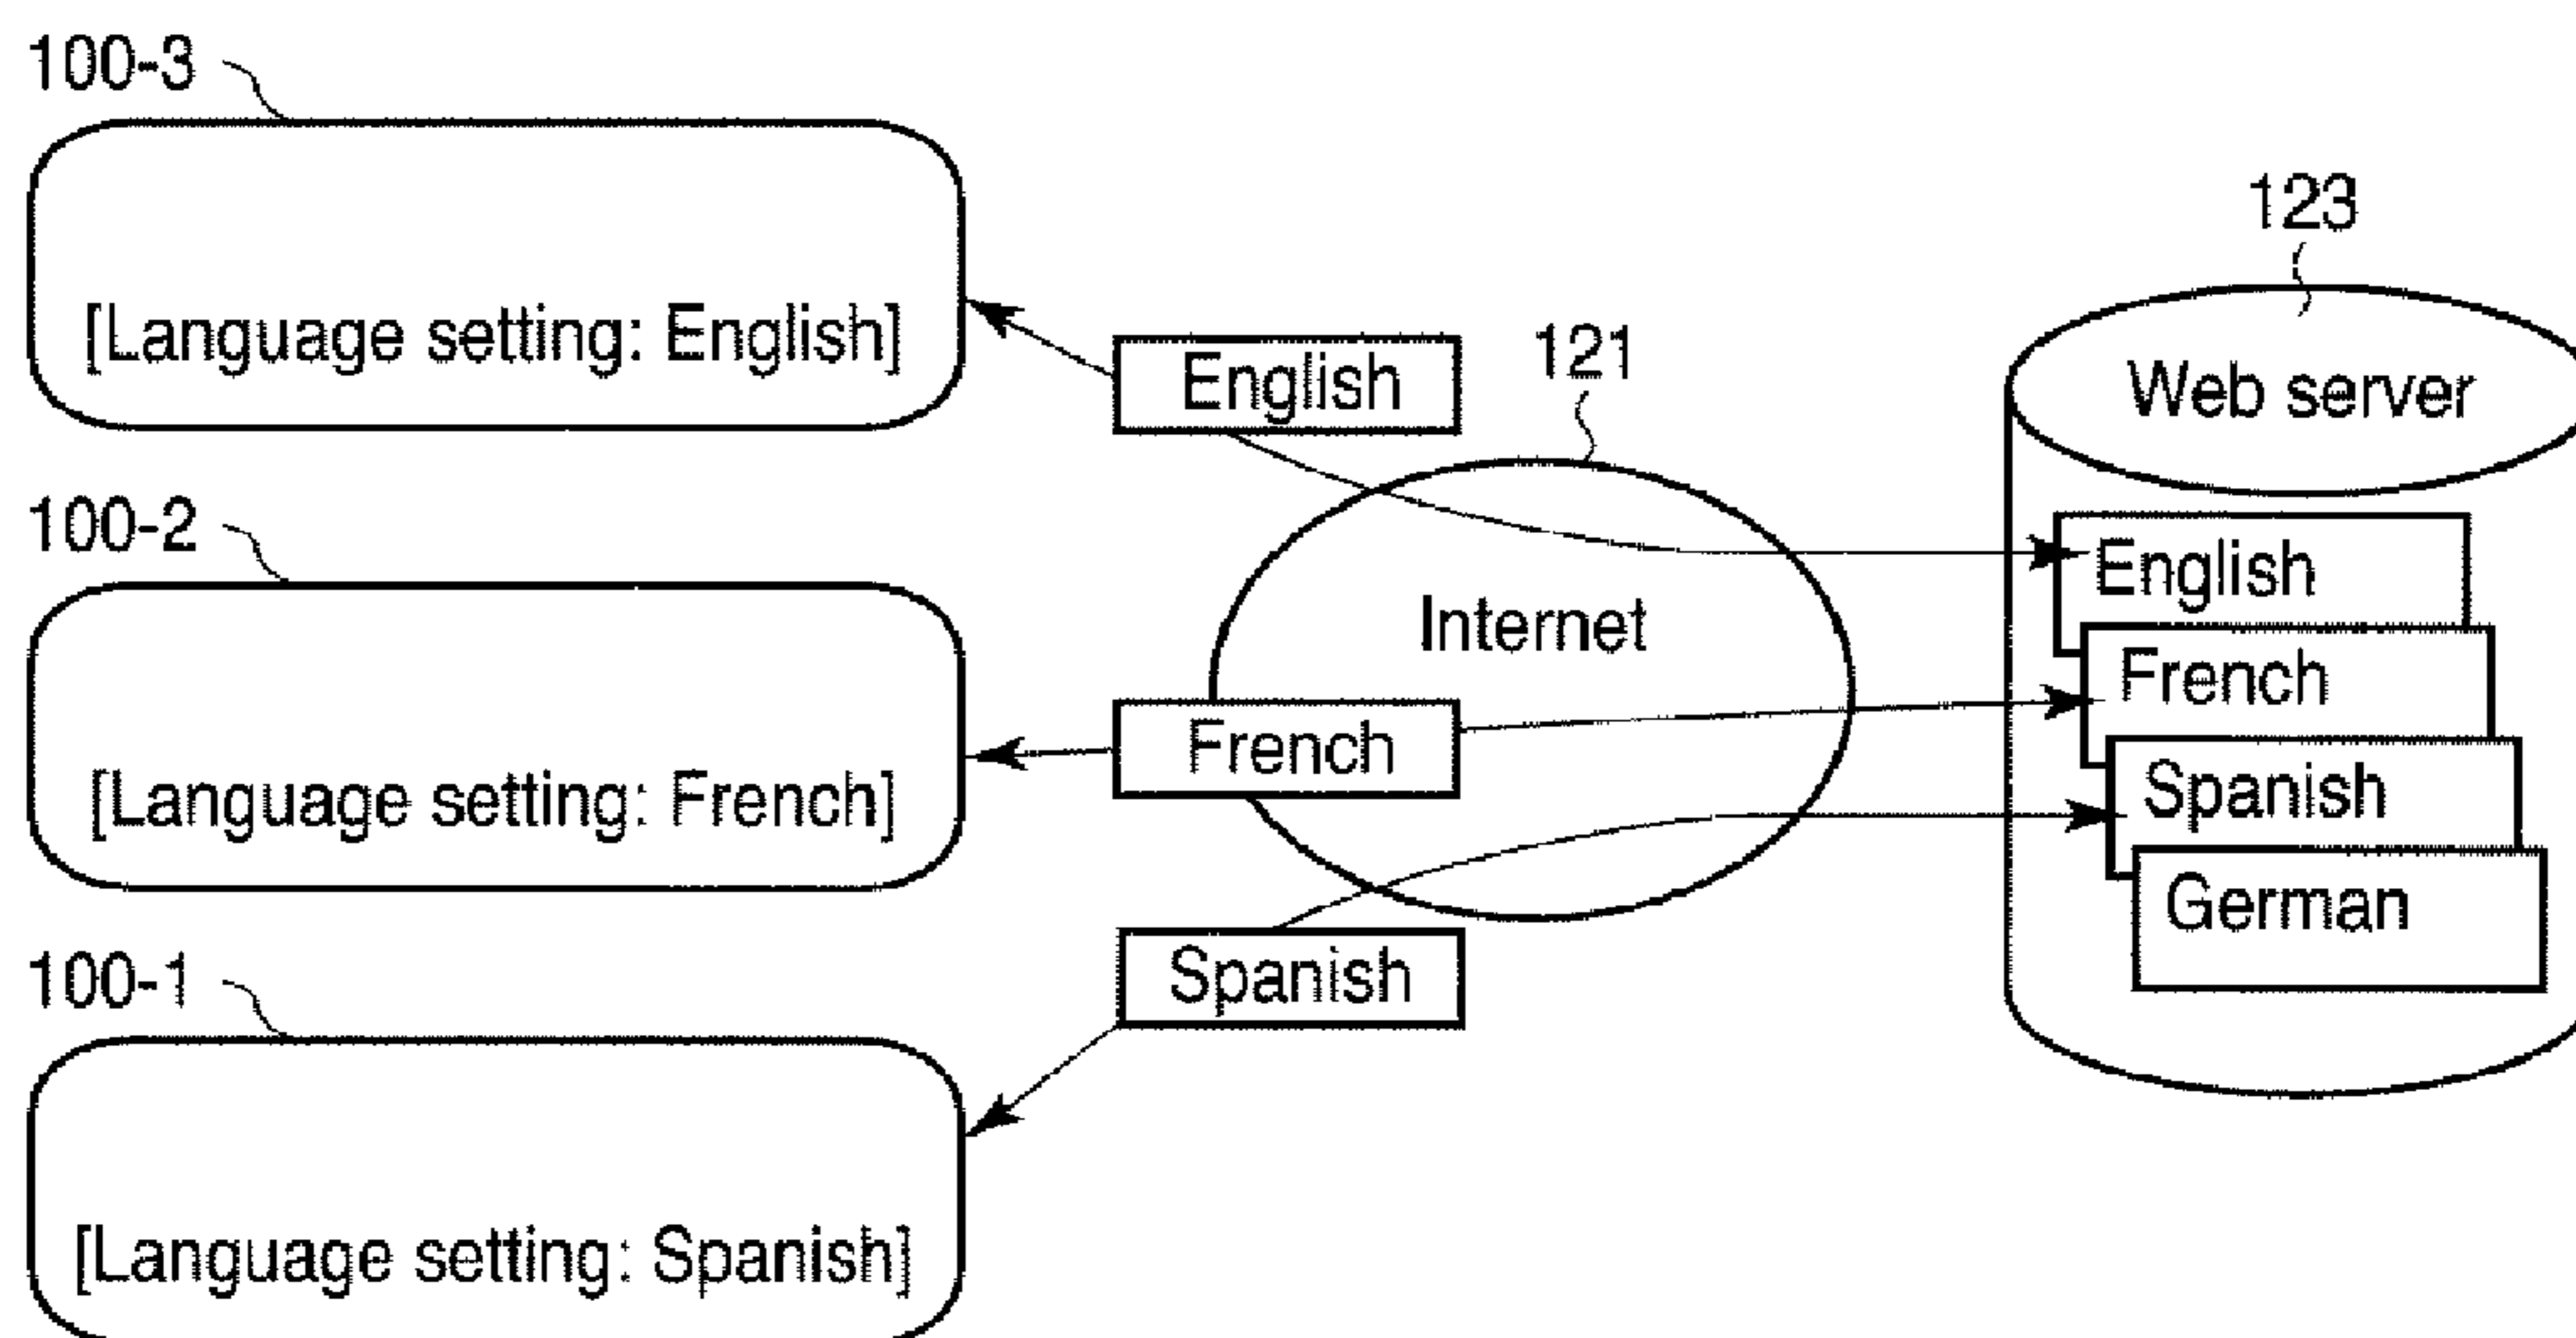 100-3
[Language setting: English]
English
121
123
Web server
100-2
[Language setting: French]
Internet
French
English
French
Spanish
German
100-1
[Language setting: Spanish]
Spanish